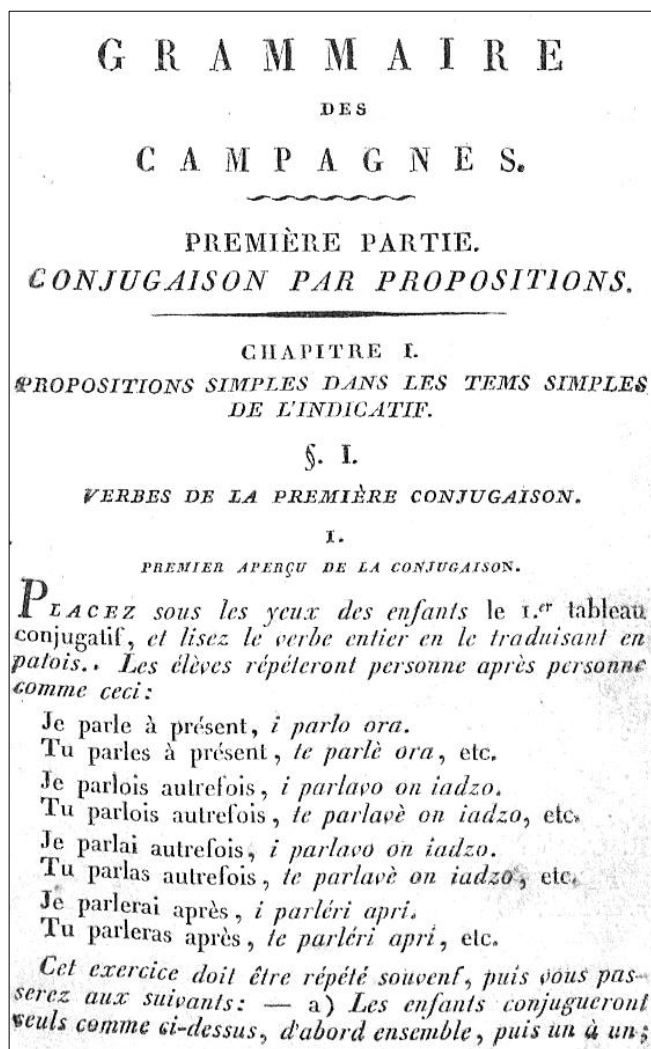 GRAMMAIRE
DES
CAMPAGNES.
PREMIÈRE PARTIE.
CONJUGAISON PAR PROPOSITIONS.
CHAPITRE I.
PROPOSITIONS SIMPLES DANS LES TEMS SIMPLES
DE L'INDICATIF.
§. I.
VERBES DE LA PREMIÈRE CONJUGAISON.
I.
PREMIER APERÇU DE LA CONJUGAISON.
PLACEZ sous les yeux des enfants le 1.er tableau
conjugatif, et lisez le verbe entier en le traduisant en
patois.. Les élèves répéteront personne après personne
comme ceci:
Je parle à présent, i parlo ora.
Tu parles à présent, te parlè ora, etc.
Je parlois autrefois, i parlavo on iadzo.
Tu parlois autrefois, te parlavè on iadzo, etc.
Je parlai autrefois, i parlavo on iadzo.
Tu parlas autrefois, te parlavè on iadzo, etc.
Je parlerai après, i parléri apri.
Tu parleras après, te parléri apri, etc.
Cet exercice doit être répété souvent, puis vous pas-
serez aux suivants: — a) Les enfants conjugueront
seuls comme ci-dessus, d'abord ensemble, puis un à un;